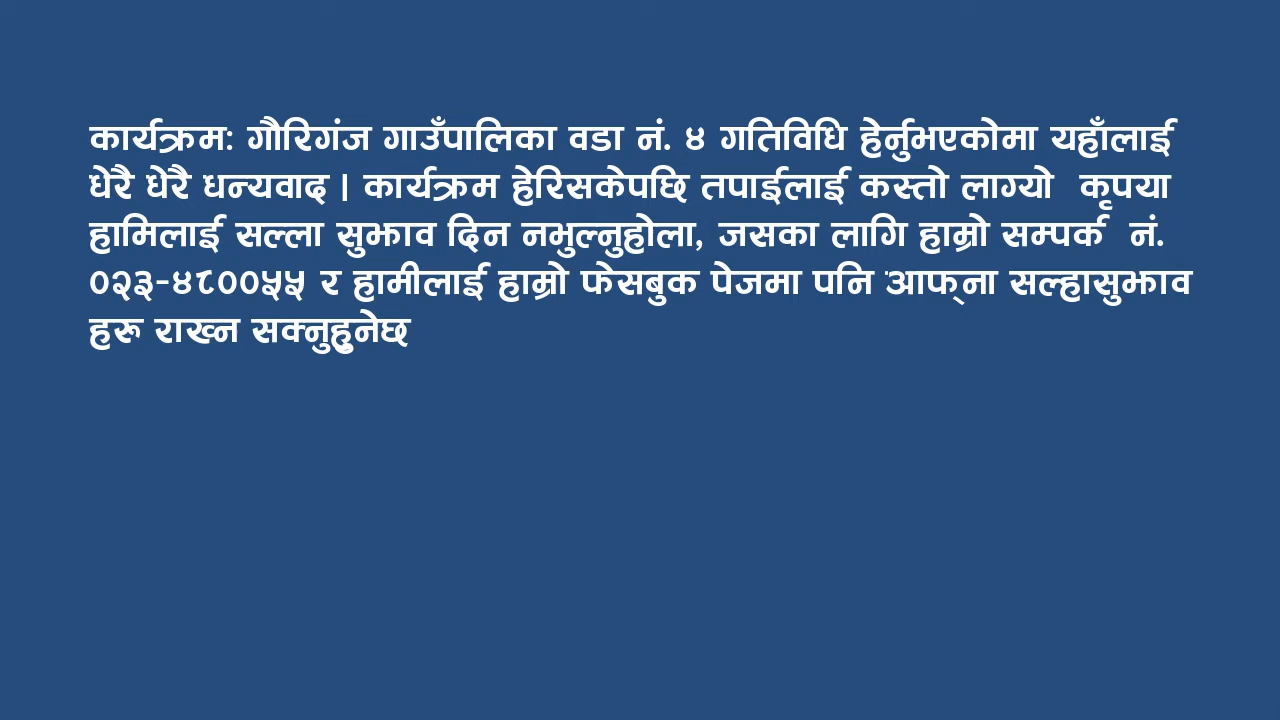 कार्यक्रम: गौरिगंज गाउँपालिका वडा नं. ४ गतिविधि हेर्नुभएकोमा यहाँलाई
धेरै धेरै धन्यवाद । कार्यक्रम हेरिसकेपछि तपाईलाई कस्तो लाग्यो कृपया
हामिलाई सल्ला सुझाव दिन नभुल्नुहोला, जसका लागि हाम्रो सम्पर्क नं.
०२३-४८००५५ र हामीलाई हाम्रो फेसबुक पेजमा पनि आफ्‌ना सल्हासुझाव
हरू राख्न सक्नुहुनेछ